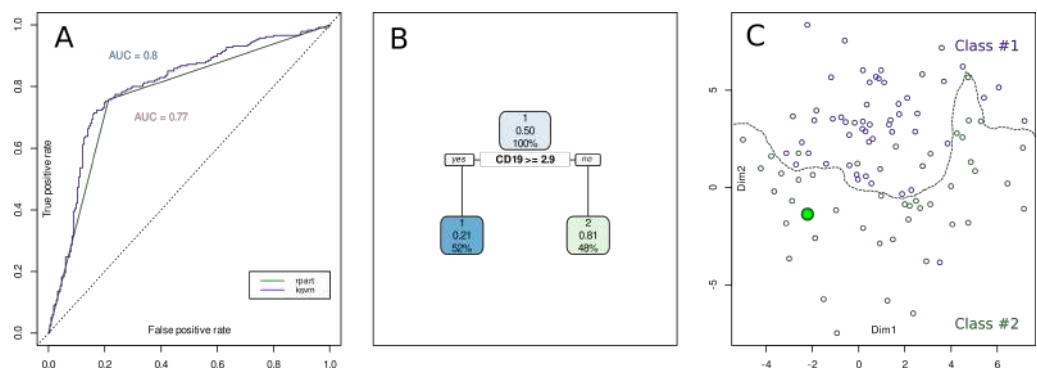 A
AUC = 0.8
AUC = 0.77
True positive rate
False positive rate
rpart
ksvm
0.0 0.2 0.4 0.6 0.8 1.0
0.0 0.2 0.4 0.6 0.8 1.0
B
1
0.50
100%
yes CD19 >= 2.9 no
1
0.21
52%
2
0.81
48%
C
Class #1
Class #2
Dim2
Dim1
5
0
-5
-4 -2 0 2 4 6